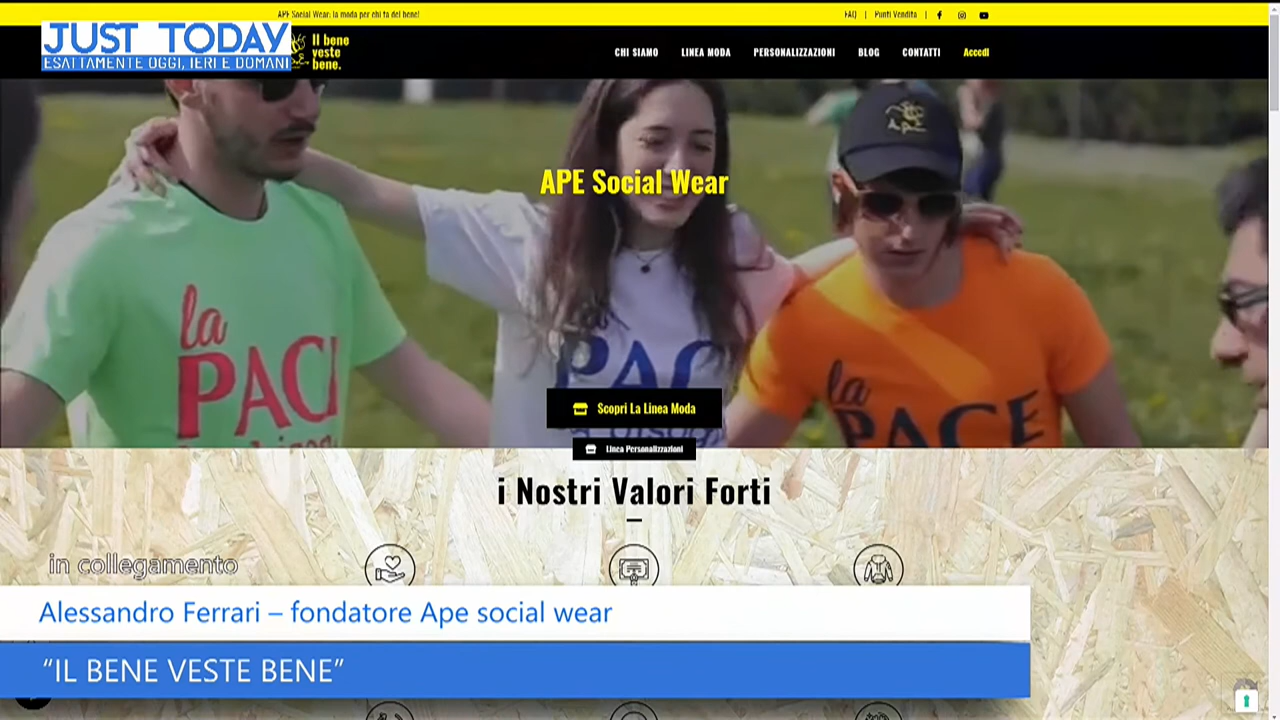 APE Social Wear: la moda per chi fa del bene!
FAQ | Punti Vendita |
JUST TODAY
ESATTAMENTE OGGI, IERI E DOMANI
Il bene
veste
bene.
CHI SIAMO LINEA MODA PERSONALIZZAZIONI BLOG CONTATTI Accedi
APE Social Wear
la
PACE
PAC
la
PACE
Scopri La Linea Moda
Linea Personalizzazioni
i Nostri Valori Forti
in collegamento
Alessandro Ferrari – fondatore Ape social wear
“IL BENE VESTE BENE”